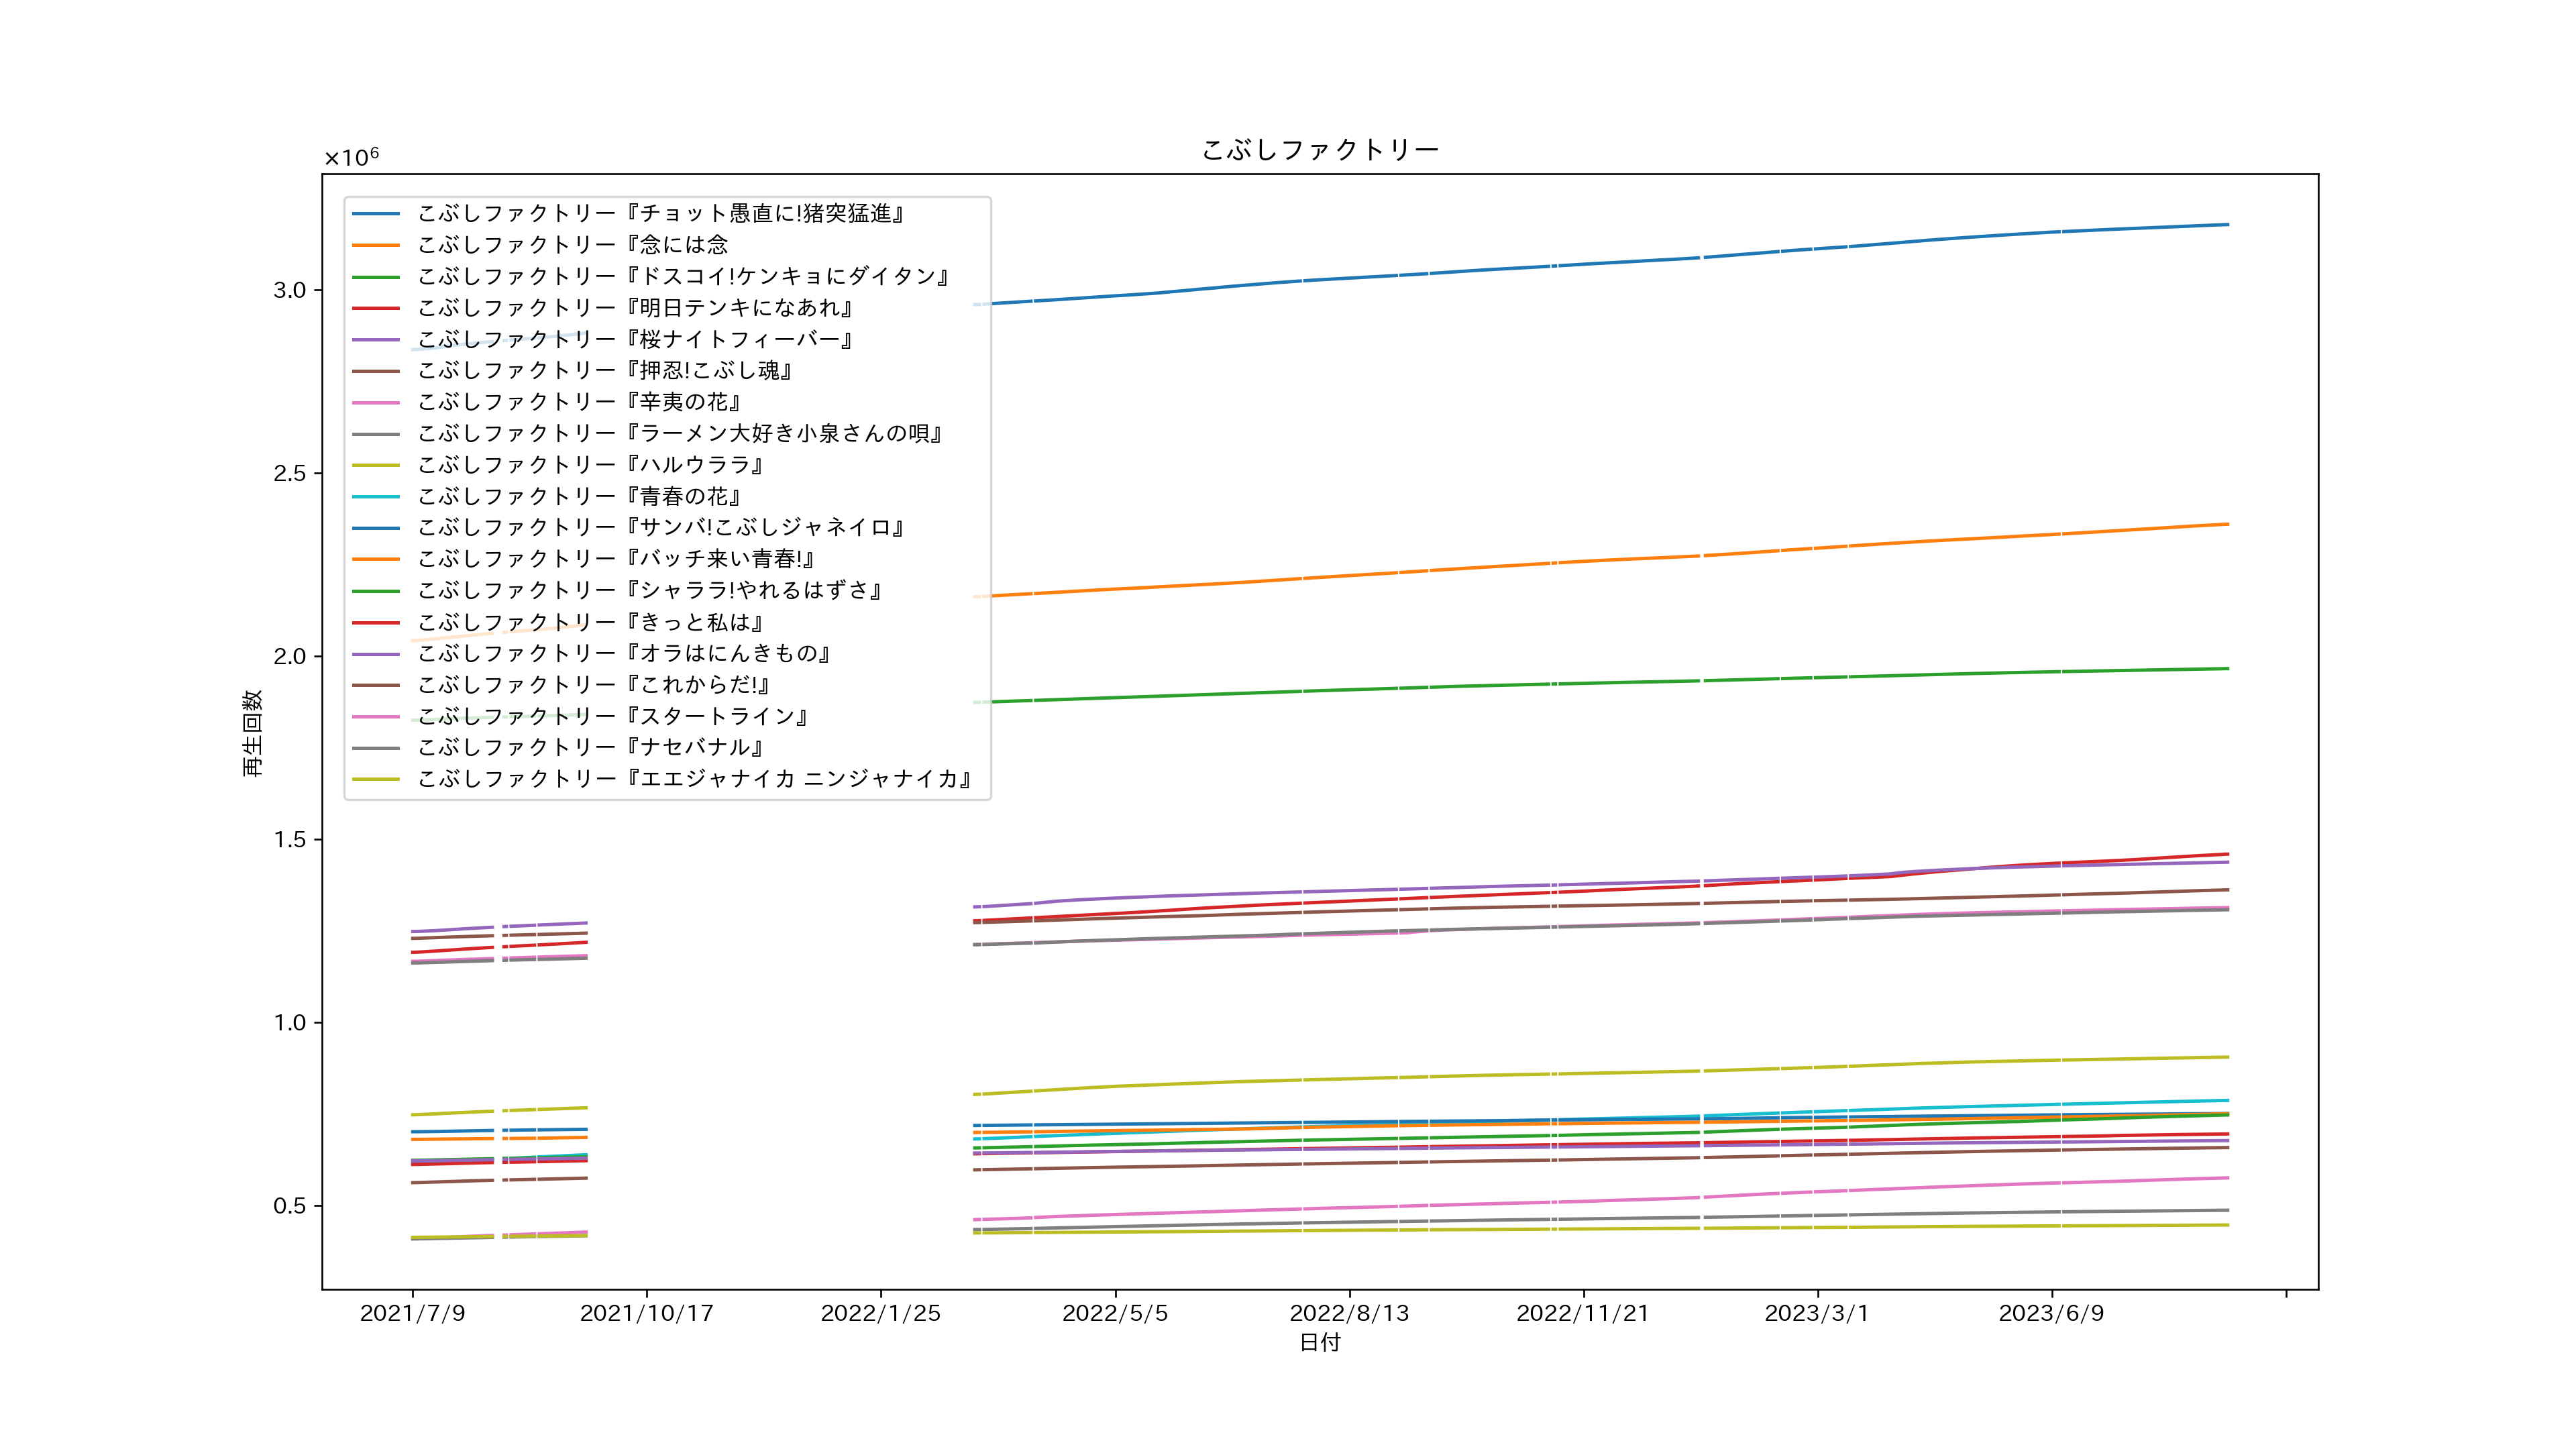 こぶしファクトリー
×10⁶
こぶしファクトリー『チョット愚直に!猪突猛進』
こぶしファクトリー『念には念
こぶしファクトリー『ドスコイ!ケンキョにダイタン』
こぶしファクトリー『明日テンキになあれ』
こぶしファクトリー『桜ナイトフィーバー』
こぶしファクトリー『押忍!こぶし魂』
こぶしファクトリー『辛夷の花』
こぶしファクトリー『ラーメン大好き小泉さんの唄』
こぶしファクトリー『ハルウララ』
こぶしファクトリー『青春の花』
こぶしファクトリー『サンバ!こぶしジャネイロ』
こぶしファクトリー『バッチ来い青春!』
こぶしファクトリー『シャララ!やれるはずさ』
こぶしファクトリー『きっと私は』
こぶしファクトリー『オラはにんきもの』
こぶしファクトリー『これからだ!』
こぶしファクトリー『スタートライン』
こぶしファクトリー『ナセバナル』
こぶしファクトリー『エエジャナイカ ニンジャナイカ』
3.0
2.5
2.0
1.5
1.0
0.5
再生回数
2021/7/9
2021/10/17
2022/1/25
2022/5/5
2022/8/13
2022/11/21
2023/3/1
2023/6/9
日付